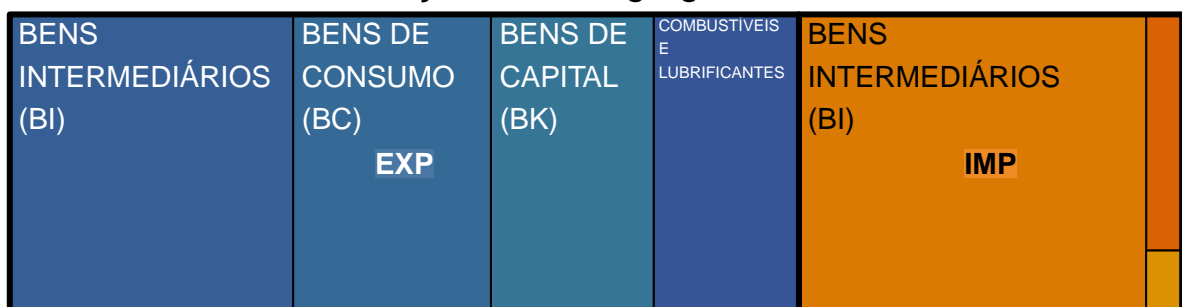 BENS
INTERMEDIÁRIOS
(BI)
BENS DE
CONSUMO
(BC)
EXP
BENS DE
CAPITAL
(BK)
COMBUSTÍVEIS
E
LUBRIFICANTES
BENS
INTERMEDIÁRIOS
(BI)
IMP